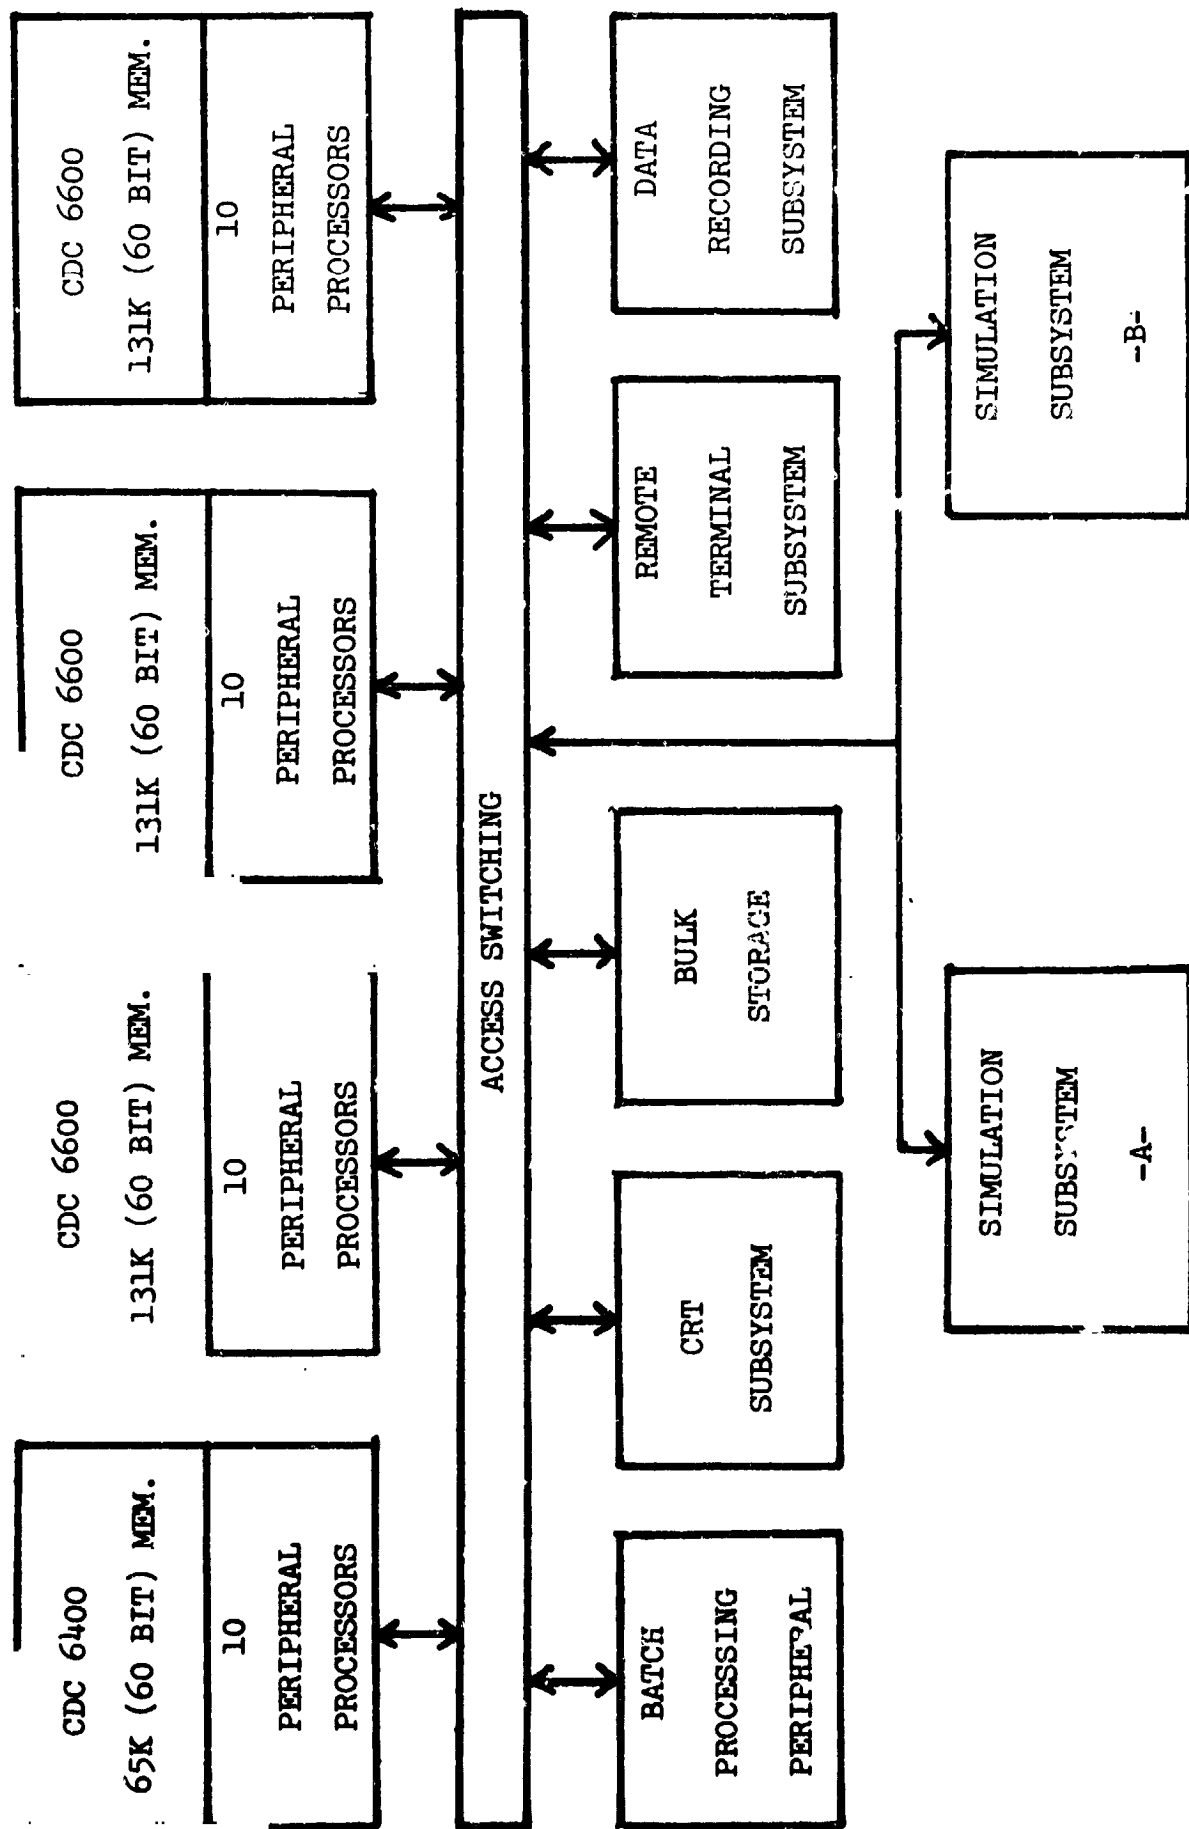 CDC 6400
65K (60 BIT) MEM.
10
PERIPHERAL
PROCESSORS
CDC 6600
131K (60 BIT) MEM.
10
PERIPHERAL
PROCESSORS
CDC 6600
131K (60 BIT) MEM.
10
PERIPHERAL
PROCESSORS
CDC 6600
131K (60 BIT) MEM.
10
PERIPHERAL
PROCESSORS
ACCESS SWITCHING
BATCH
PROCESSING
PERIPHERAL
CRT
SUBSYSTEM
BULK
STORAGE
REMOTE
TERMINAL
SUBSYSTEM
DATA
RECORDING
SUBSYSTEM
SIMULATION
SUBSYSTEM
-A-
SIMULATION
SUBSYSTEM
-B-